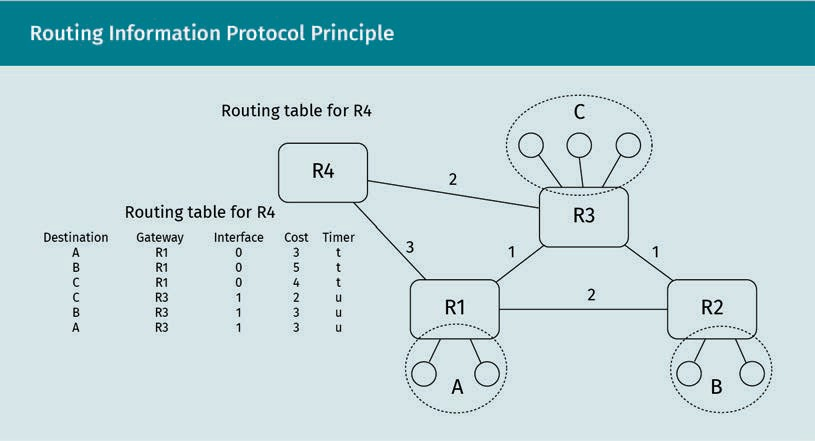 Routing Information Protocol Principle
Routing table for R4
C
R4
2
R3
Routing table for R4
Destination Gateway Interface Cost Timer
A R1 0 3 t
B R1 0 5 t
C R1 0 4 t
C R3 1 2 u
B R3 1 3 u
A R3 1 3 u
3
1
1
R1
2
R2
A
B